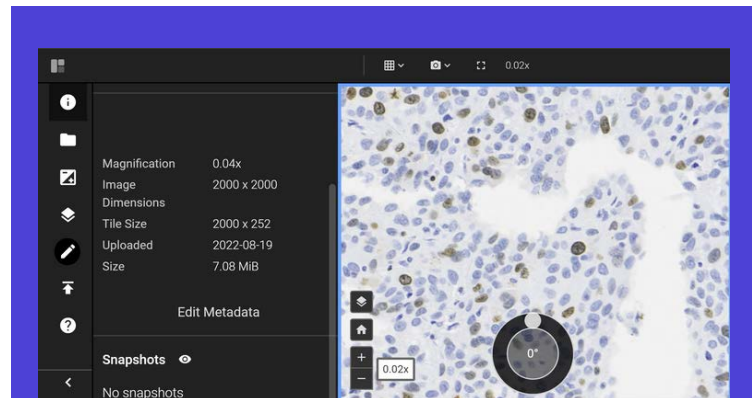 0.02x
Magnification 0.04x
Image Dimensions 2000 x 2000
Tile Size 2000 x 252
Uploaded 2022-08-19
Size 7.08 MiB
Edit Metadata
Snapshots
No snapshots
+
0.02x
−
0°